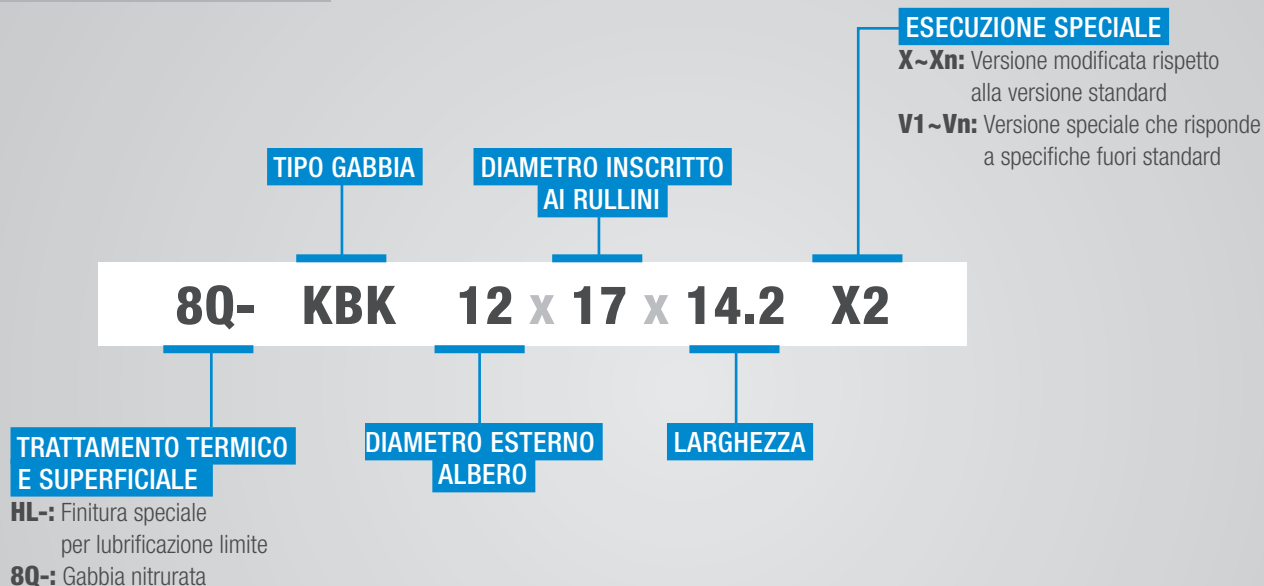 ESECUZIONE SPECIALE
X~Xn: Versione modificata rispetto
alla versione standard
V1~Vn: Versione speciale che risponde
a specifiche fuori standard
TIPO GABBIA
DIAMETRO INSCRITTO
AI RULLINI
8Q- KBK 12 x 17 x 14.2 X2
TRATTAMENTO TERMICO
E SUPERFICIALE
HL-: Finitura speciale
per lubrificazione limite
8Q-: Gabbia nitrurata
DIAMETRO ESTERNO
ALBERO
LARGHEZZA